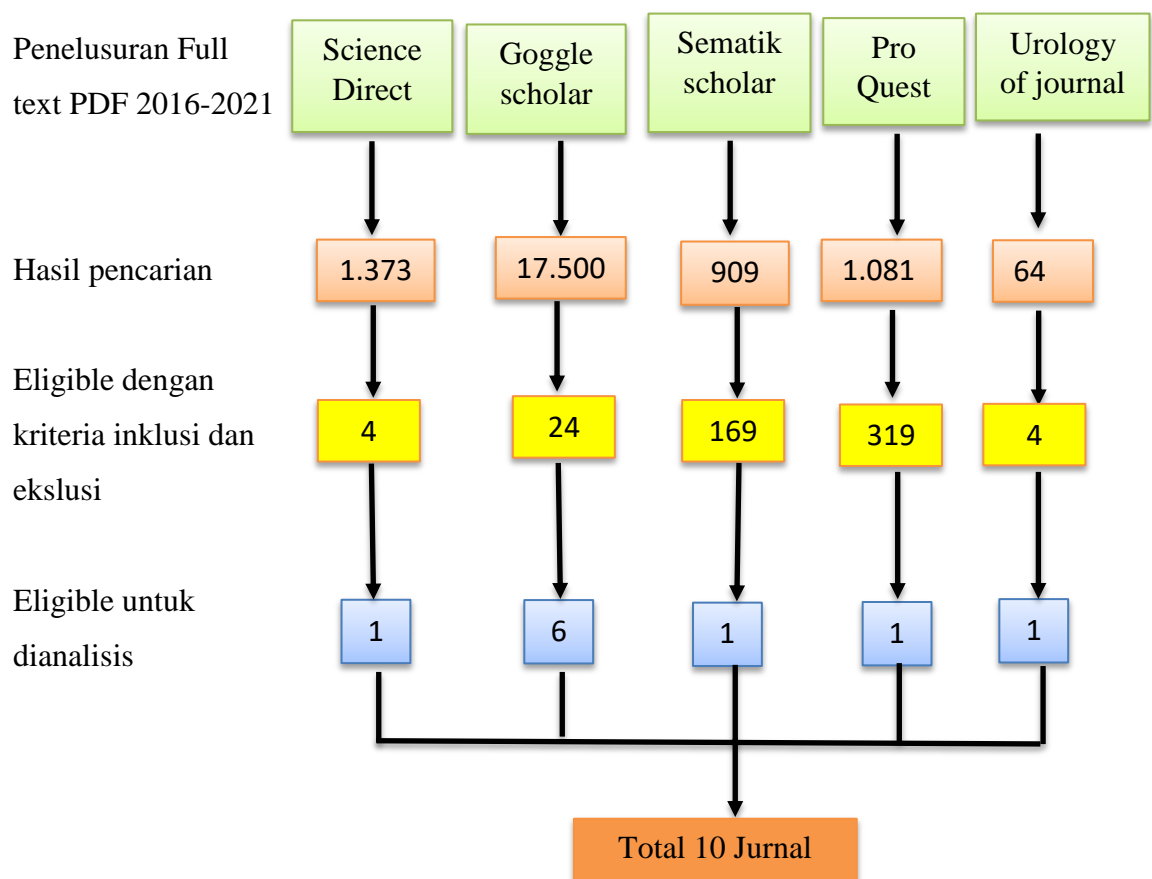 Penelusuran Full
text PDF 2016-2021
Science
Direct
Goggle
scholar
Sematik
scholar
Pro
Quest
Urology
of journal
Hasil pencarian
1.373
17.500
909
1.081
64
Eligible dengan
kriteria inklusi dan
ekslusi
4
24
169
319
4
Eligible untuk
dianalisis
1
6
1
1
1
Total 10 Jurnal